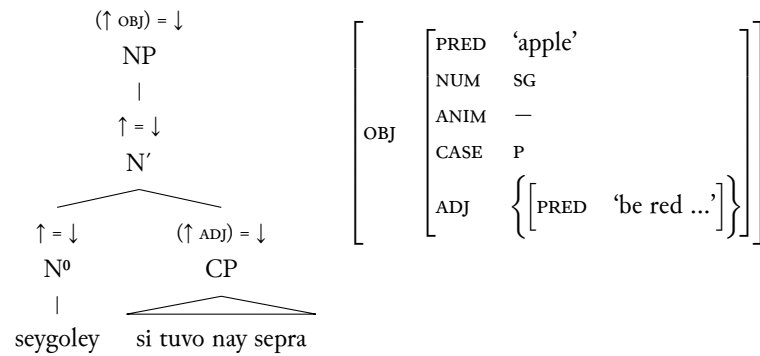 (↑ OBJ) = ↓
NP
↑ = ↓
N′
↑ = ↓ (↑ ADJ) = ↓
N⁰ CP
seygoley si tuvo nay sepra
OBJ
PRED ‘apple’
NUM SG
ANIM —
CASE P
ADJ {[PRED ‘be red ...’]}